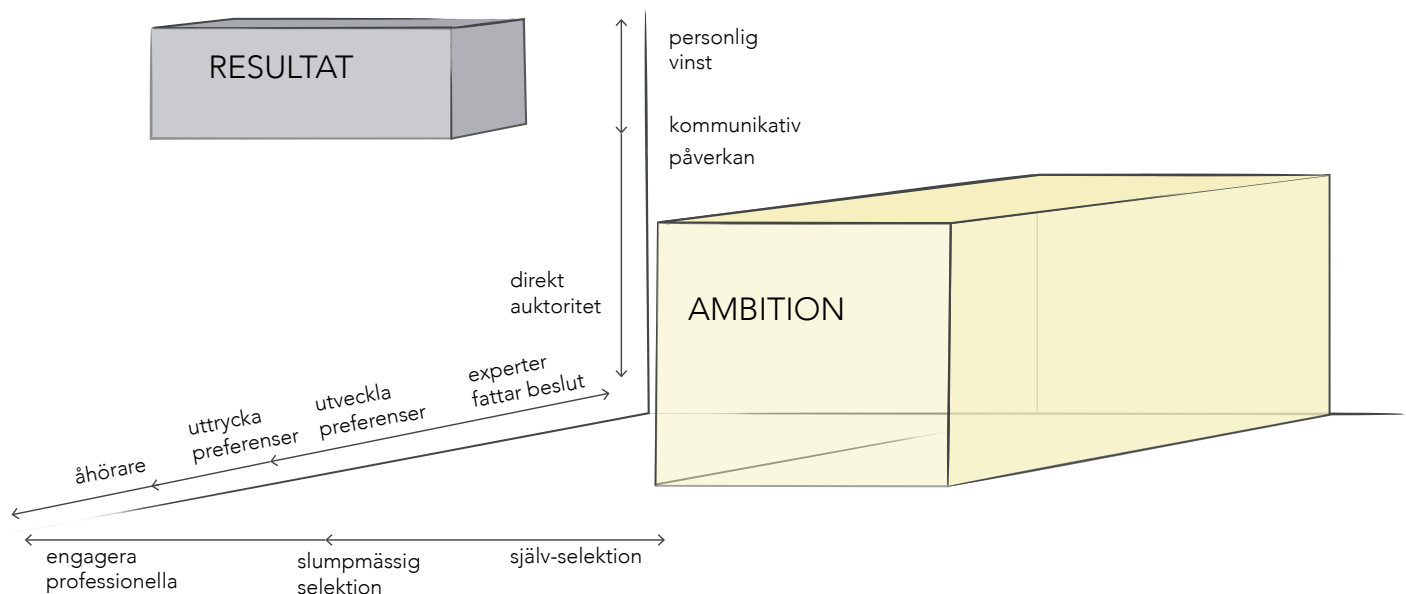 RESULTAT
personlig
vinst
kommunikativ
påverkan
direkt
auktoritet
AMBITION
experter
fattar beslut
utveckla
preferenser
uttrycka
preferenser
åhörare
engagera
professionella
slumpmässig
selektion
själv-selektion